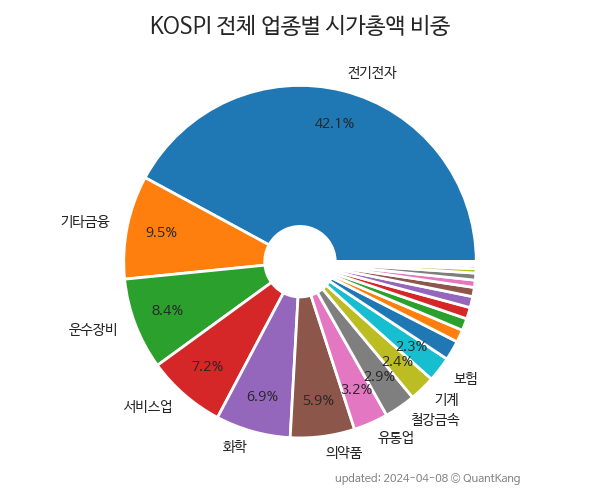 KOSPI 전체 업종별 시가총액 비중
전기전자
42.1%
기타금융
9.5%
운수장비
8.4%
서비스업
7.2%
화학
6.9%
의약품
5.9%
유통업
3.2%
철강금속
2.9%
기계
2.4%
보험
2.3%
updated: 2024-04-08 © QuantKang